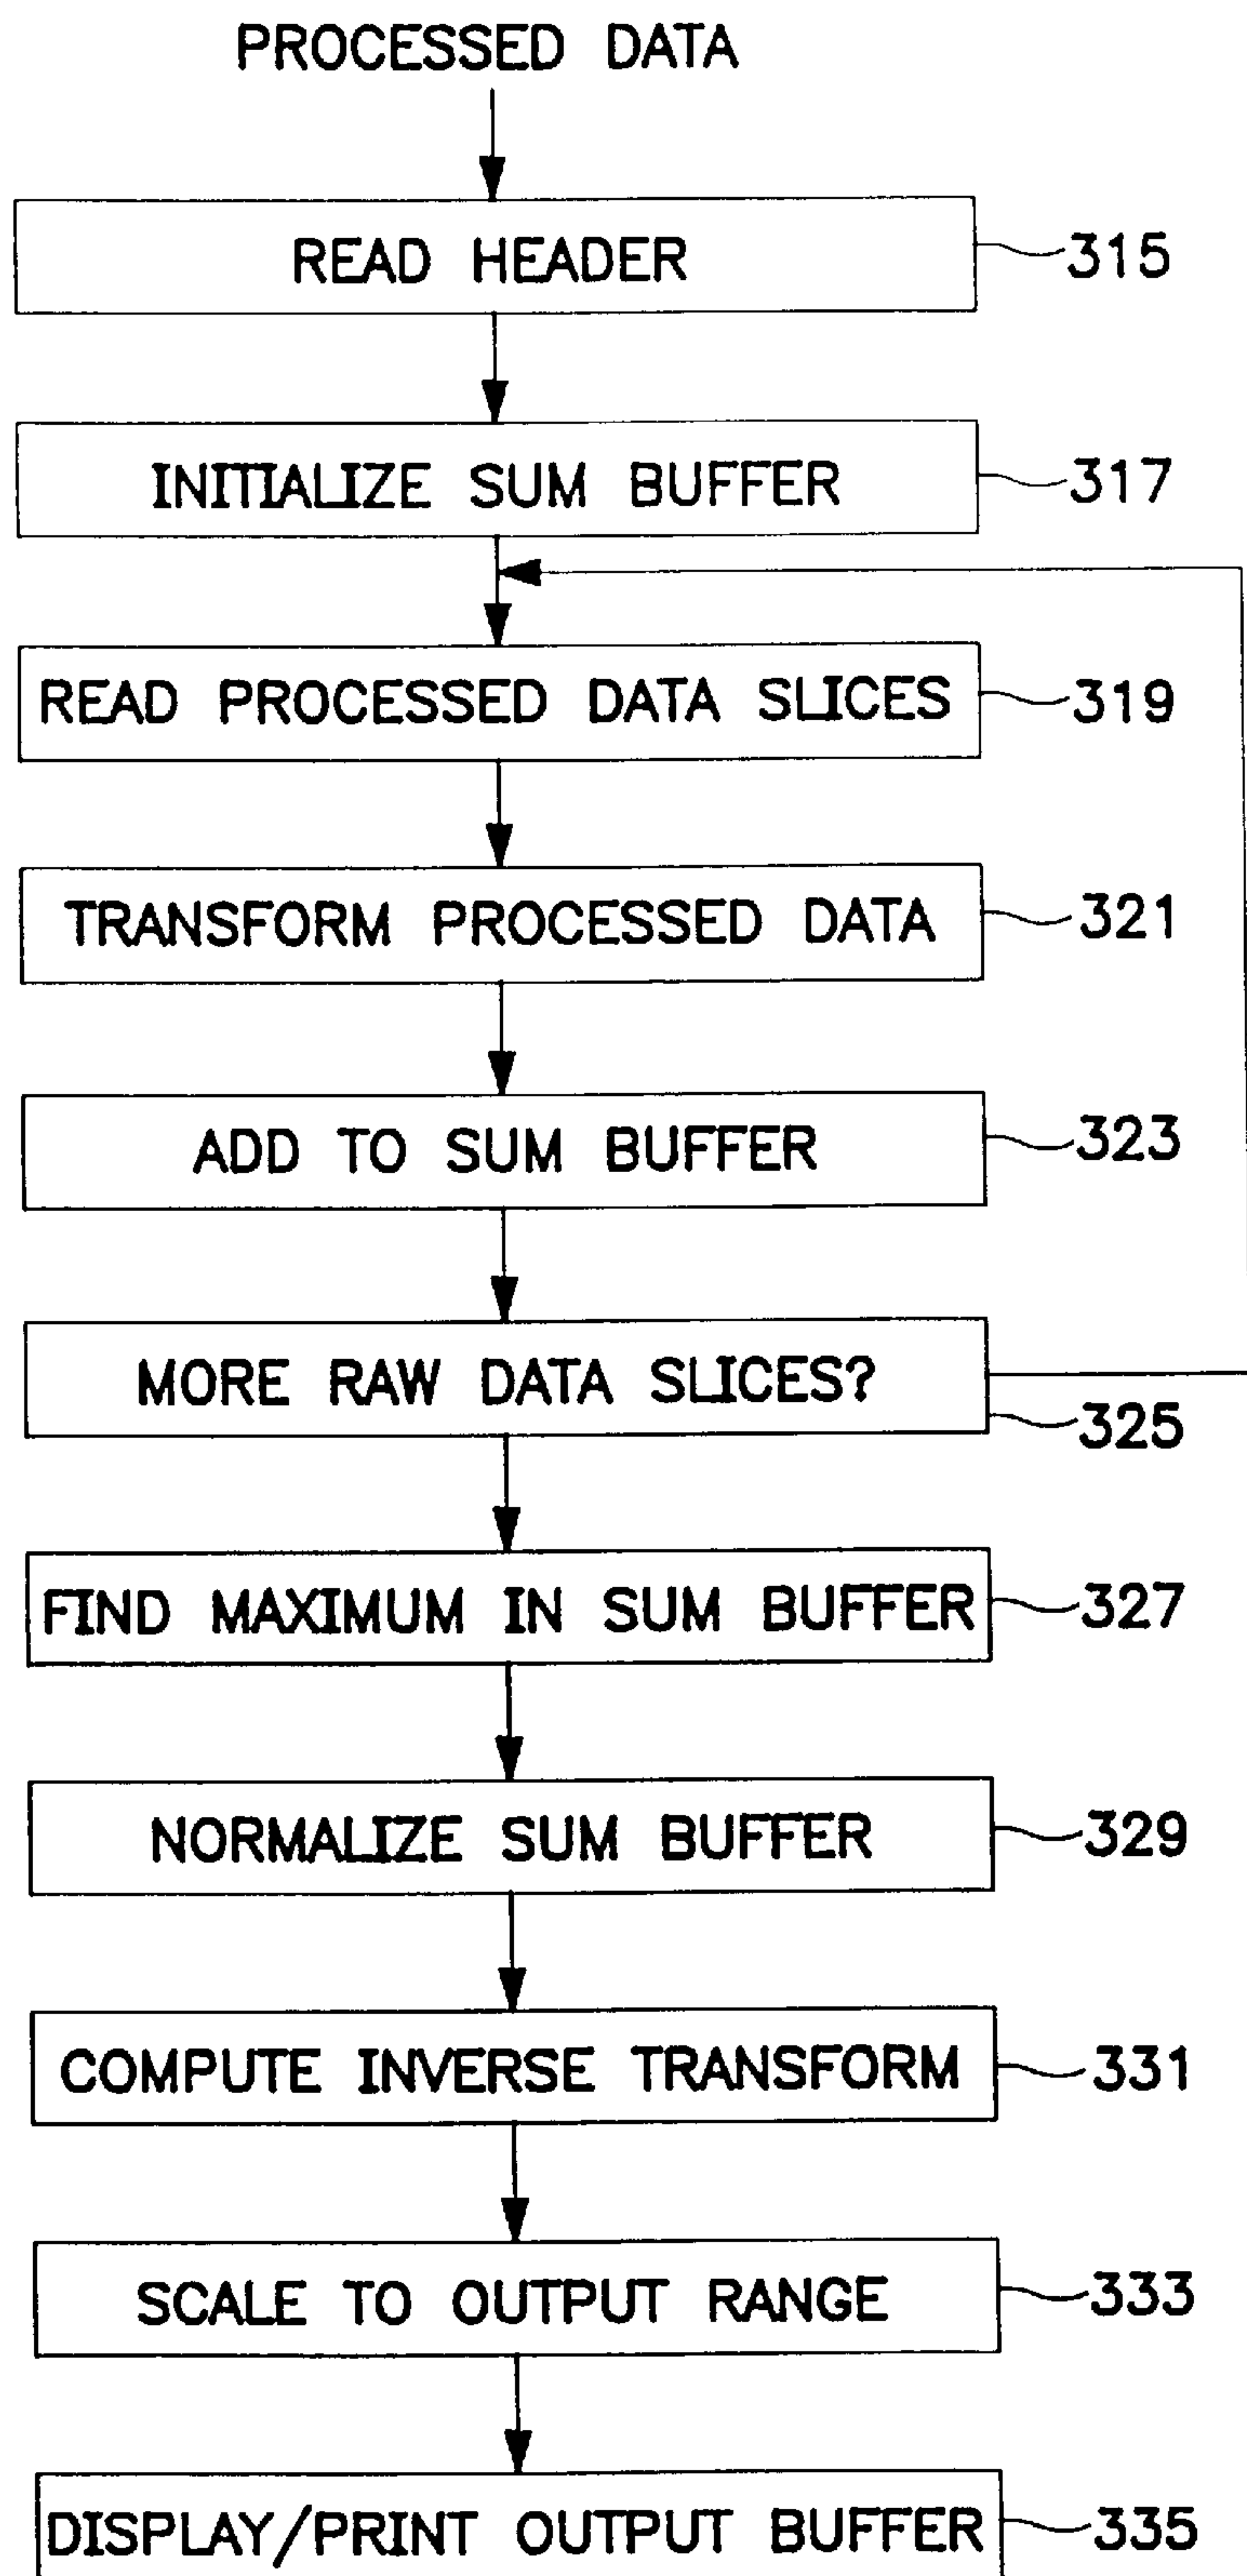 PROCESSED DATA
READ HEADER 315
INITIALIZE SUM BUFFER 317
READ PROCESSED DATA SLICES 319
TRANSFORM PROCESSED DATA 321
ADD TO SUM BUFFER 323
MORE RAW DATA SLICES? 325
FIND MAXIMUM IN SUM BUFFER 327
NORMALIZE SUM BUFFER 329
COMPUTE INVERSE TRANSFORM 331
SCALE TO OUTPUT RANGE 333
DISPLAY/PRINT OUTPUT BUFFER 335